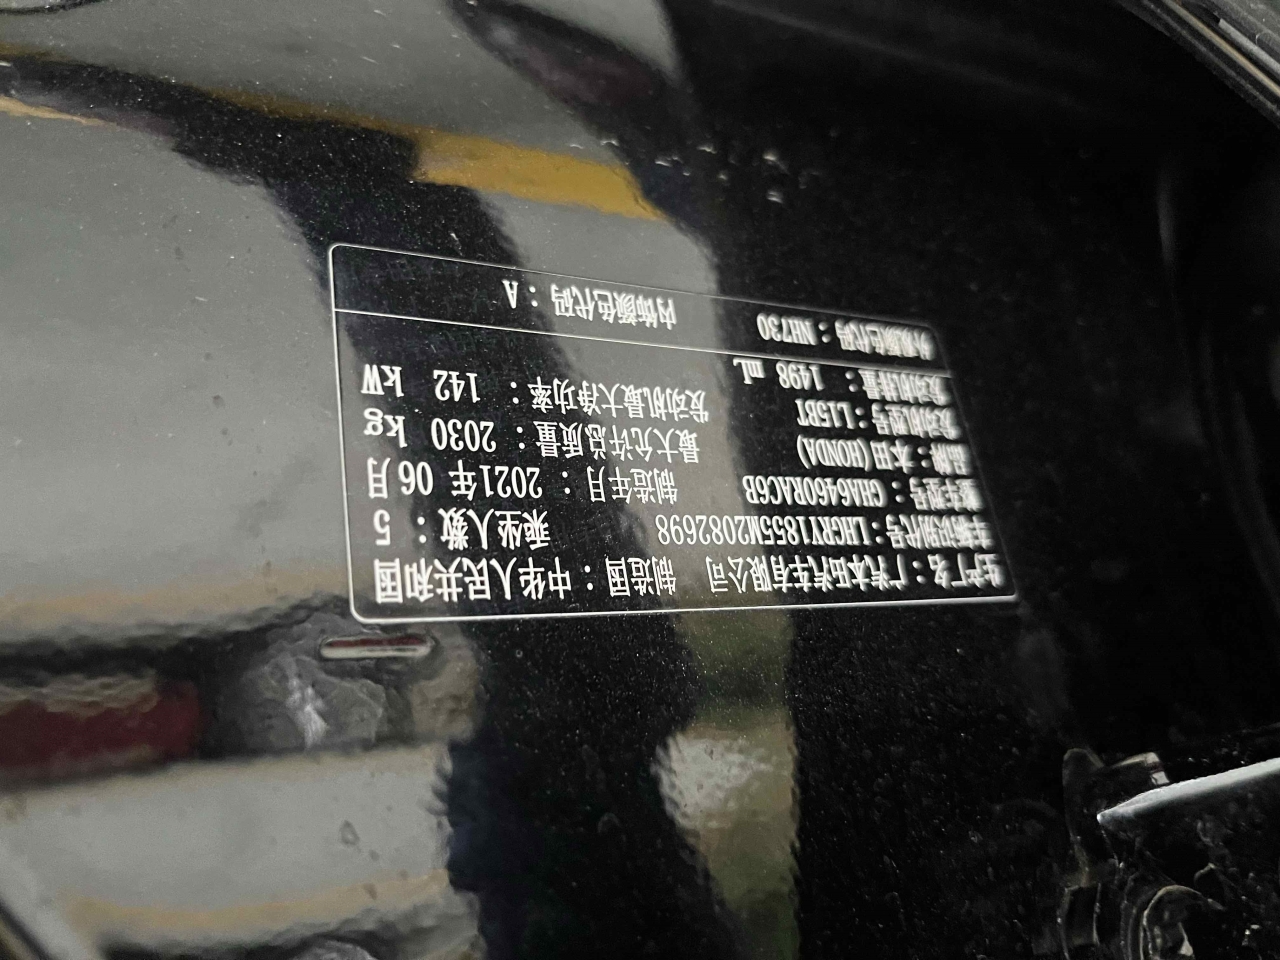 生产厂名：广汽本田汽车有限公司 制造国：中华人民共和国
车辆识别代号：LHGRY1855M2082698 乘坐人数：5
整车型号：GHA6460RAC6B 制造年月：2021年06月
品牌：本田(HONDA) 最大允许总质量：2030 kg
发动机型号：L15BT 发动机最大净功率：142 kW
发动机排量：1498 mL
外观颜色代码：NH730 内饰颜色代码：A